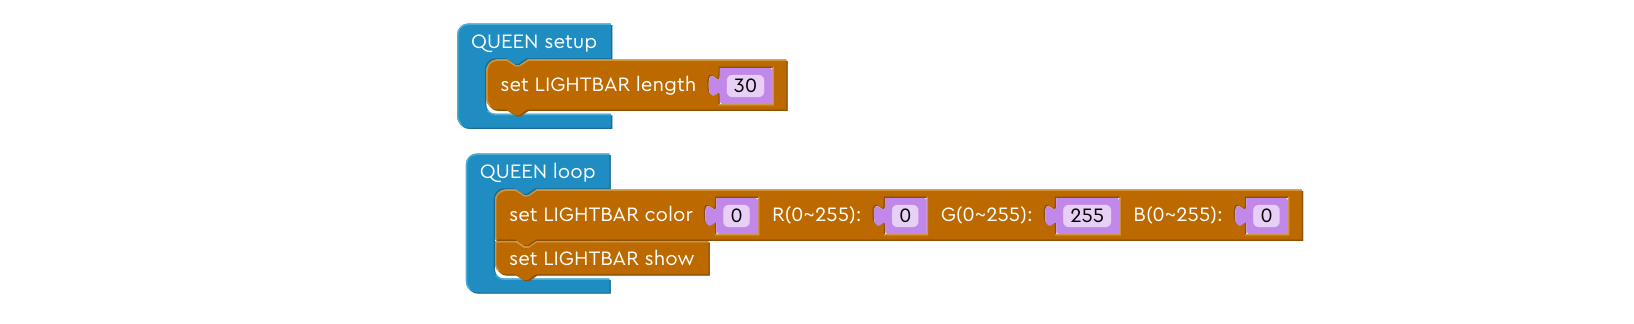 QUEEN setup
set LIGHTBAR length 30
QUEEN loop
set LIGHTBAR color 0 R(0~255): 0 G(0~255): 255 B(0~255): 0
set LIGHTBAR show